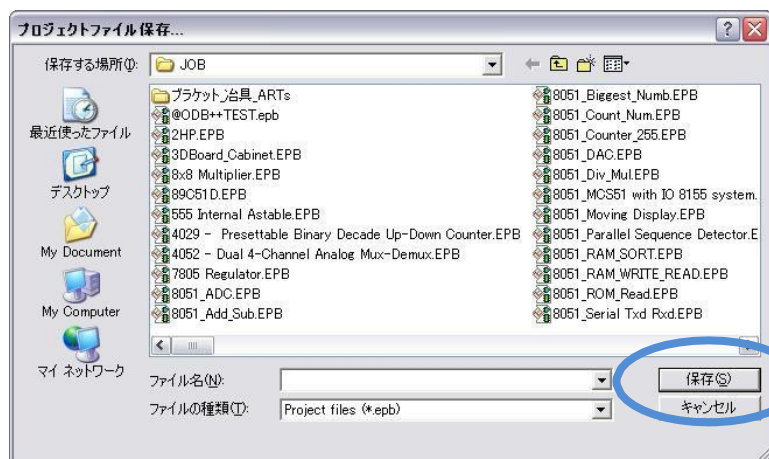 プロジェクトファイル保存...
保存する場所(I):
JOB
最近使ったファイル
デスクトップ
My Document
My Computer
マイ ネットワーク
ブラケット_冶具_ARTs
@ODB++TEST.epb
2HP.EPB
3DBoard_Cabinet.EPB
8x8 Multiplier.EPB
89C51D.EPB
555 Internal Astable.EPB
4029 - Presettable Binary Decade Up-Down Counter.EPB
4052 - Dual 4-Channel Analog Mux-Demux.EPB
7805 Regulator.EPB
8051_ADC.EPB
8051_Add_Sub.EPB
8051_Biggest_Numb.EPB
8051_Count_Num.EPB
8051_Counter_255.EPB
8051_DAC.EPB
8051_Div_Mul.EPB
8051_MCS51 with IO 8155 system.
8051_Moving Display.EPB
8051_Parallel Sequence Detector.E
8051_RAM_SORT.EPB
8051_RAM_WRITE_READ.EPB
8051_ROM_Read.EPB
8051_Serial Txd Rxd.EPB
ファイル名(N):
保存(S)
ファイルの種類(T):
Project files (*.epb)
キャンセル